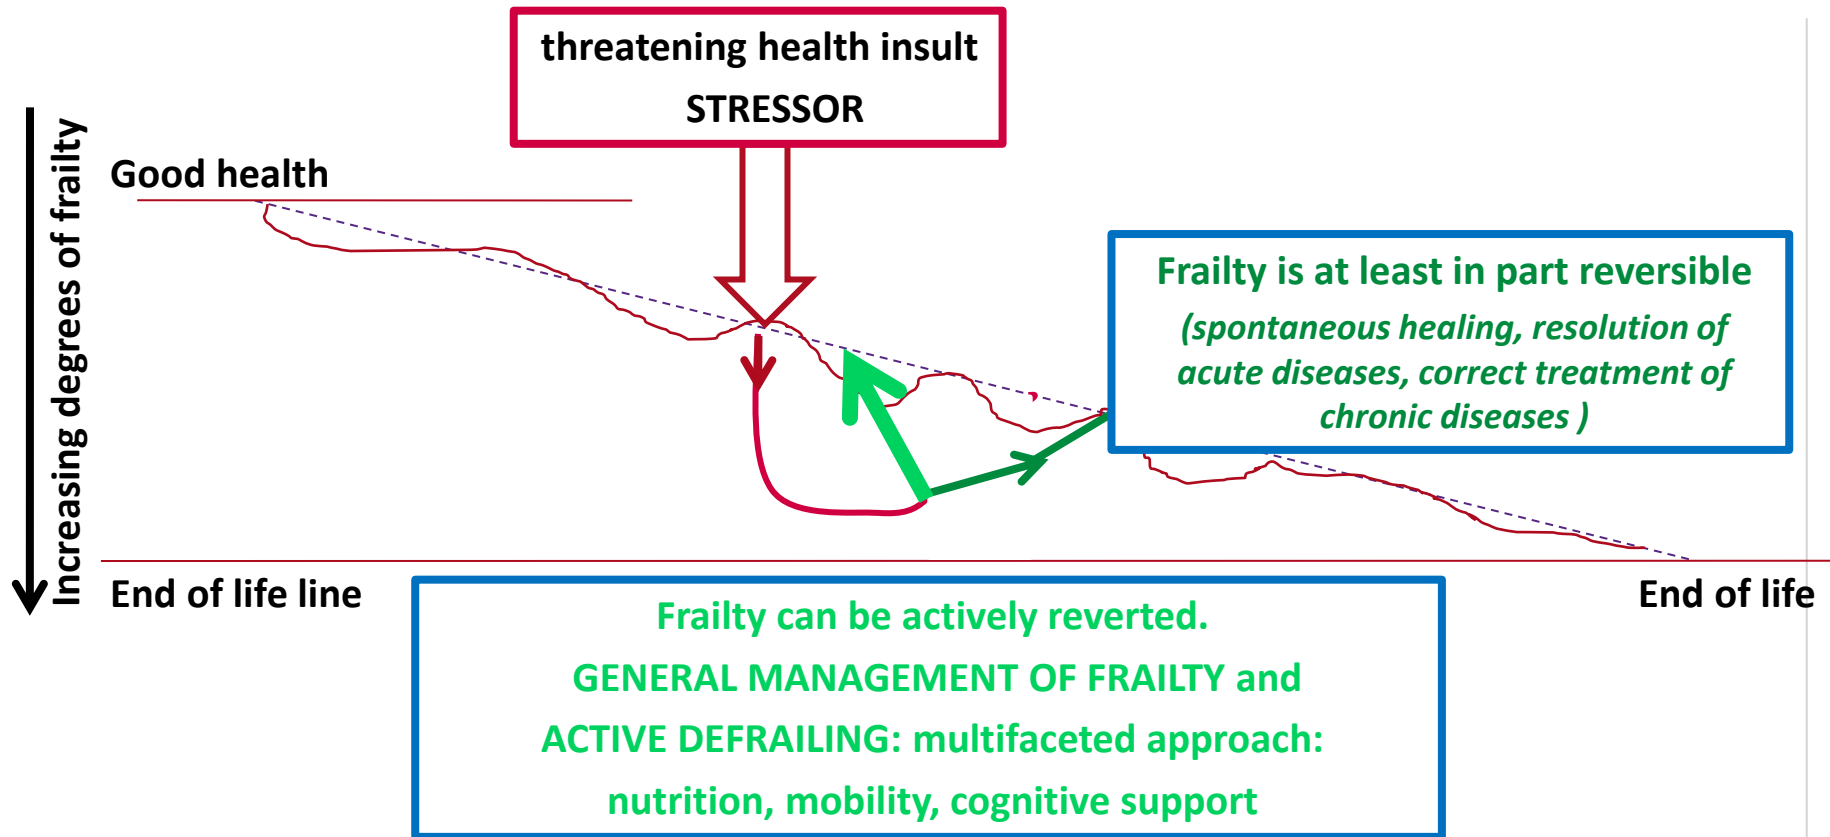 threatening health insult
STRESSOR
Increasing degrees of frailty
Good health
Frailty is at least in part reversible
(spontaneous healing, resolution of
acute diseases, correct treatment of
chronic diseases )
End of life line
End of life
Frailty can be actively reverted.
GENERAL MANAGEMENT OF FRAILTY and
ACTIVE DEFRAILING: multifaceted approach:
nutrition, mobility, cognitive support